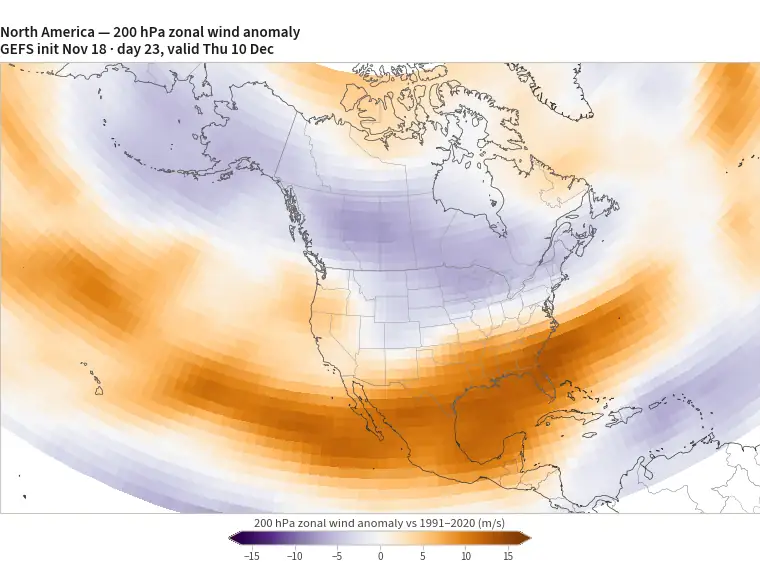 North America — 200 hPa zonal wind anomaly
GEFS init Nov 18 · day 23, valid Thu 10 Dec
200 hPa zonal wind anomaly vs 1991–2020 (m/s)
−15 −10 −5 0 5 10 15